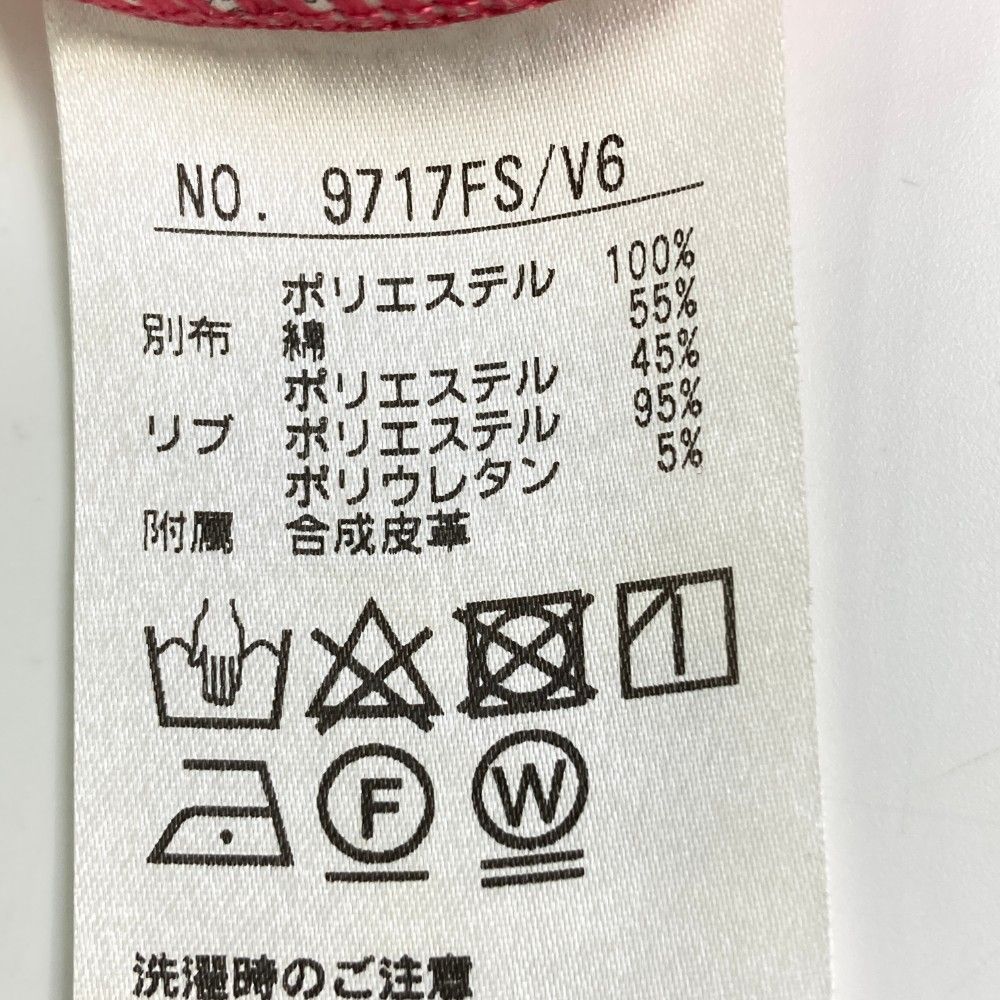 NO. 9717FS/V6
ポリエステル 100%
別布 綿 55%
ポリエステル 45%
リブ ポリエステル 95%
ポリウレタン 5%
附属 合成皮革
F W
洗濯時のご注意